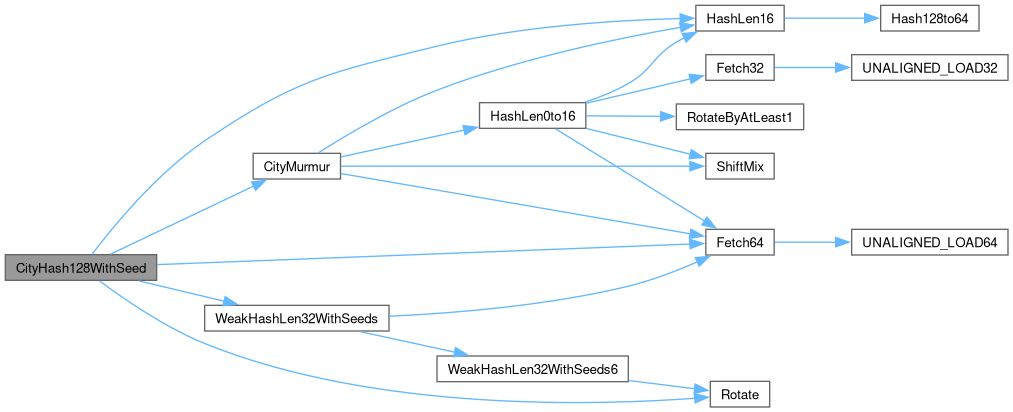 HashLen16
Hash128to64
Fetch32
UNALIGNED_LOAD32
HashLen0to16
RotateByAtLeast1
CityMurmur
ShiftMix
Fetch64
UNALIGNED_LOAD64
CityHash128WithSeed
WeakHashLen32WithSeeds
WeakHashLen32WithSeeds6
Rotate